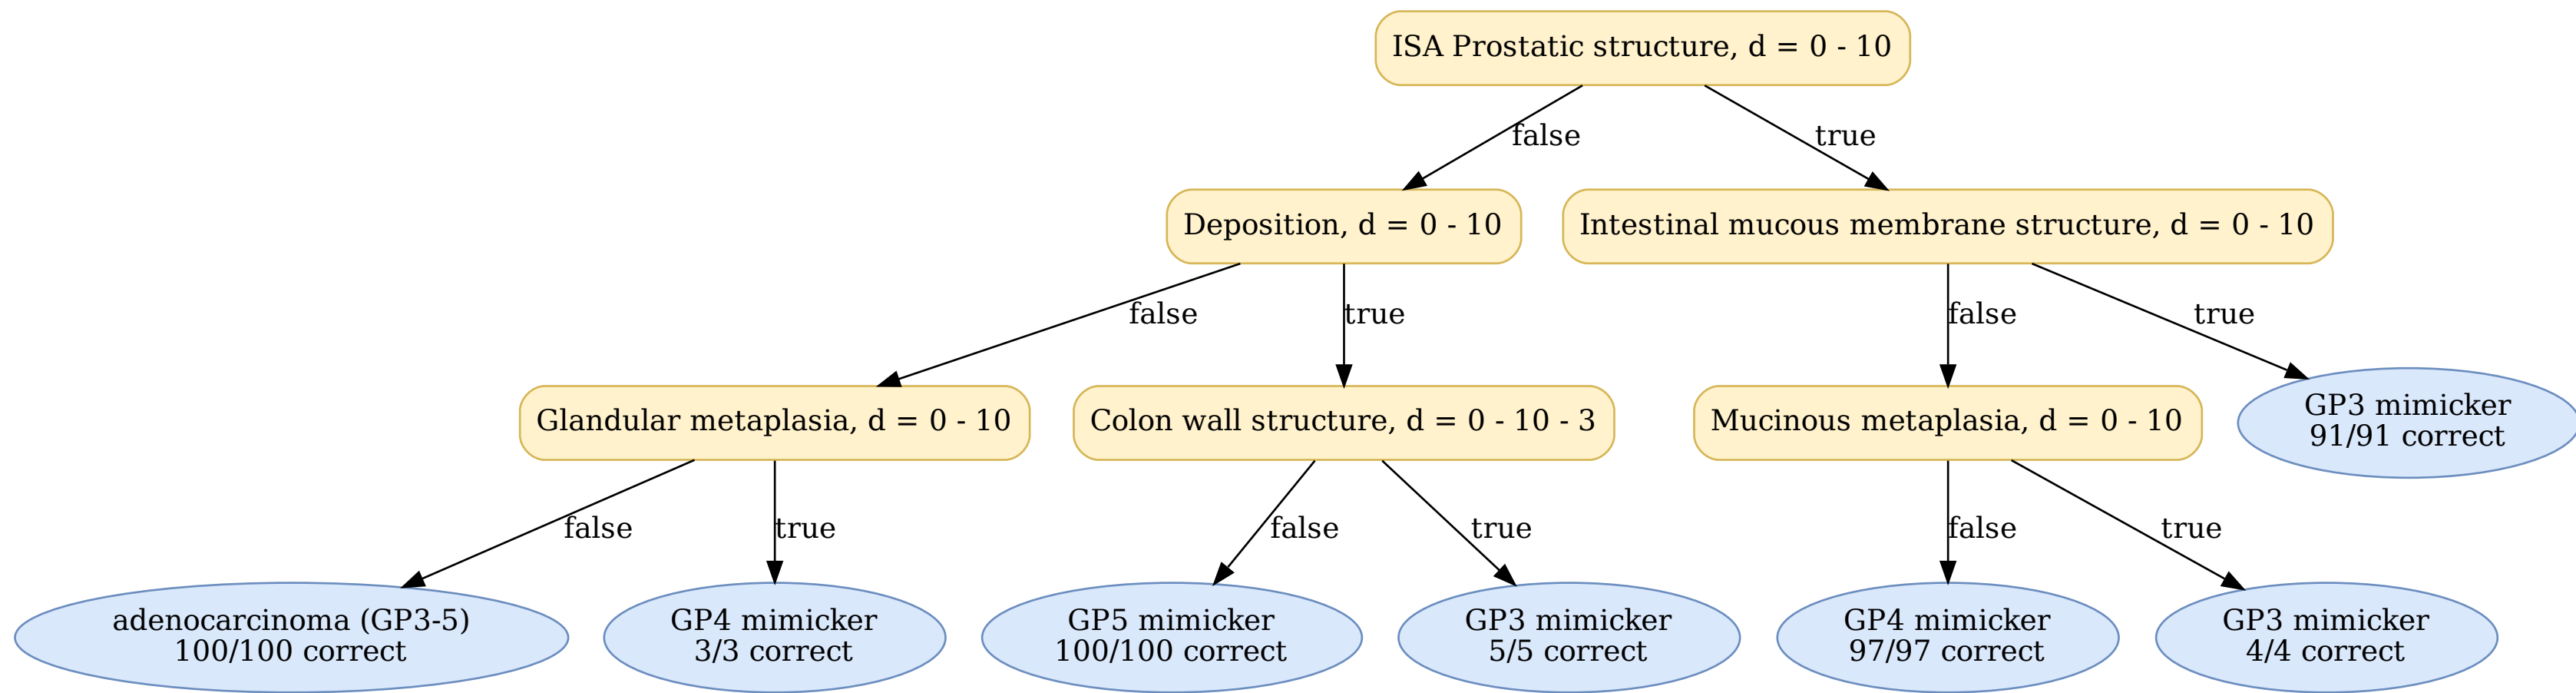 ISA Prostatic structure, d = 0 - 10
false
true
Deposition, d = 0 - 10
Intestinal mucous membrane structure, d = 0 - 10
false
true
false
true
Glandular metaplasia, d = 0 - 10
Colon wall structure, d = 0 - 10 - 3
Mucinous metaplasia, d = 0 - 10
GP3 mimicker
91/91 correct
false
true
false
true
false
true
adenocarcinoma (GP3-5)
100/100 correct
GP4 mimicker
3/3 correct
GP5 mimicker
100/100 correct
GP3 mimicker
5/5 correct
GP4 mimicker
97/97 correct
GP3 mimicker
4/4 correct